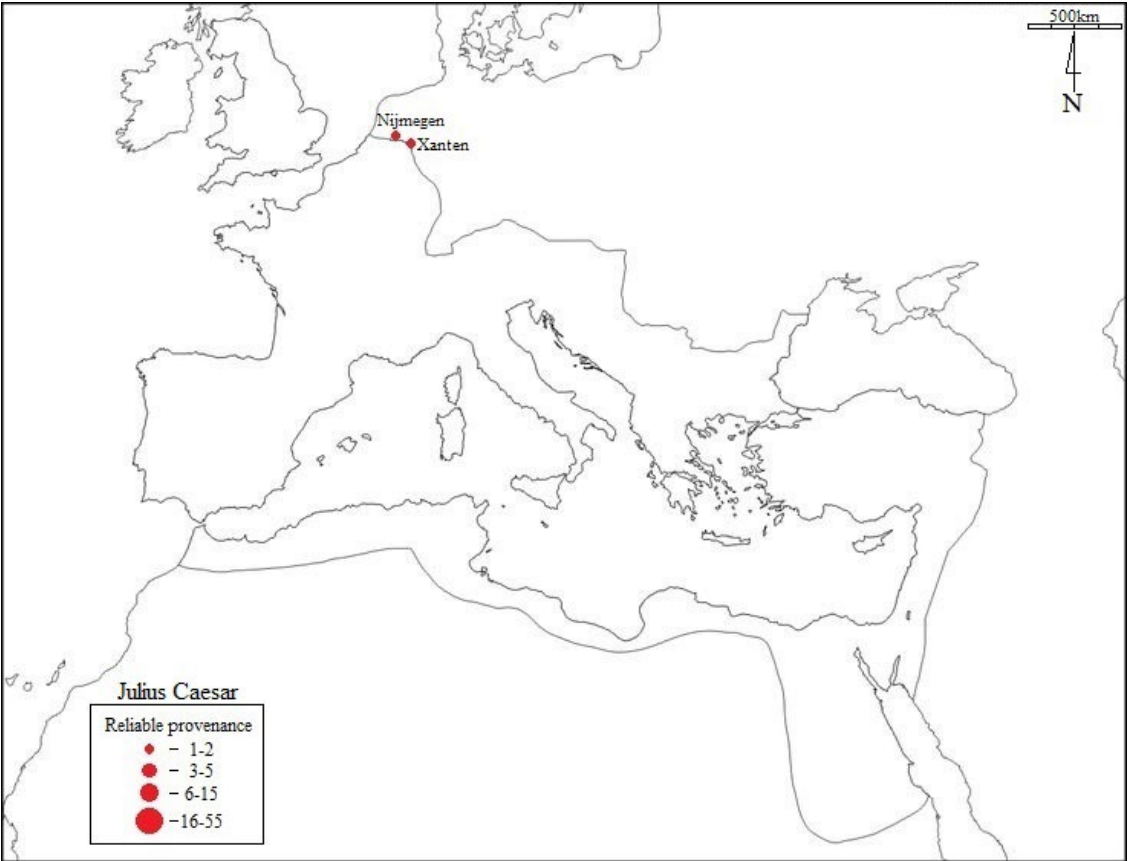 500km
N
Nijmegen
Xanten
Julius Caesar
Reliable provenance
- 1-2
- 3-5
- 6-15
-16-55